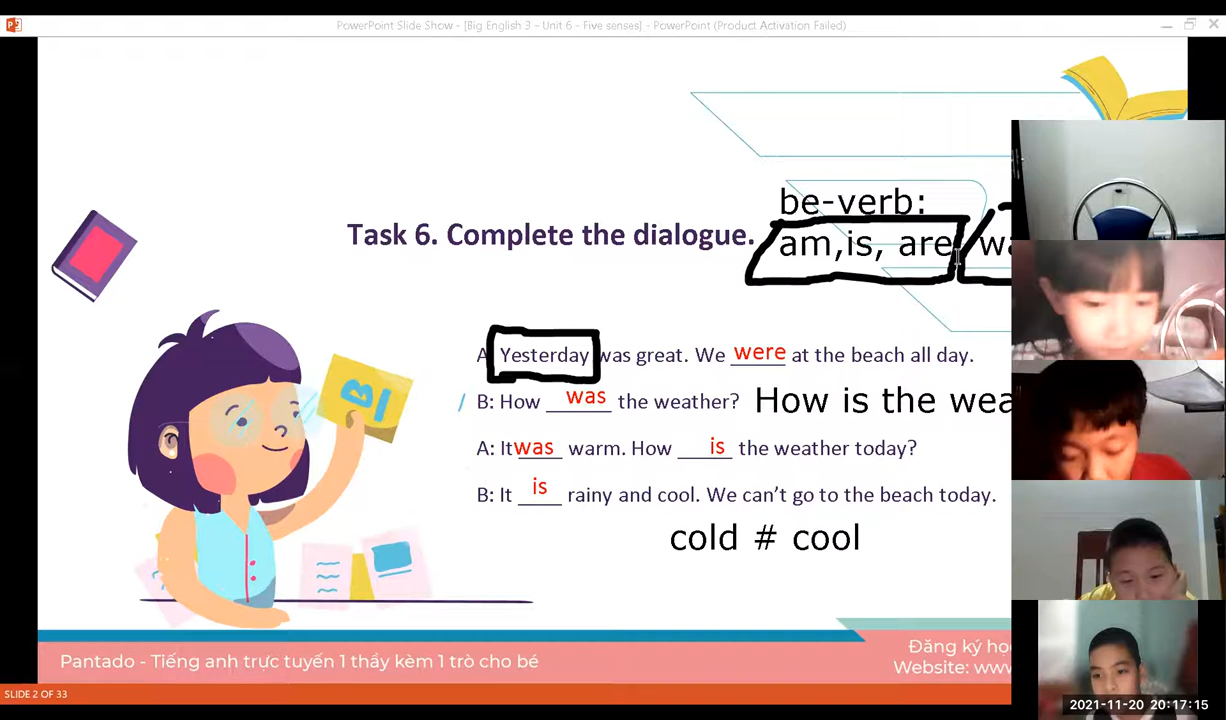 PowerPoint Slide Show - [Big English 3 - Unit 6 - Five senses] - PowerPoint (Product Activation Failed)
be-verb:
Task 6. Complete the dialogue.
am,is, are
A: Yesterday was great. We were at the beach all day.
B: How was the weather? How is the
A: It was warm. How is the weather today?
B: It is rainy and cool. We can't go to the beach today.
cold # cool
Pantado - Tiếng anh trực tuyến 1 thầy kèm 1 trò cho bé
Đăng ký
Website:
SLIDE 2 OF 33
2021-11-20 20:17:15